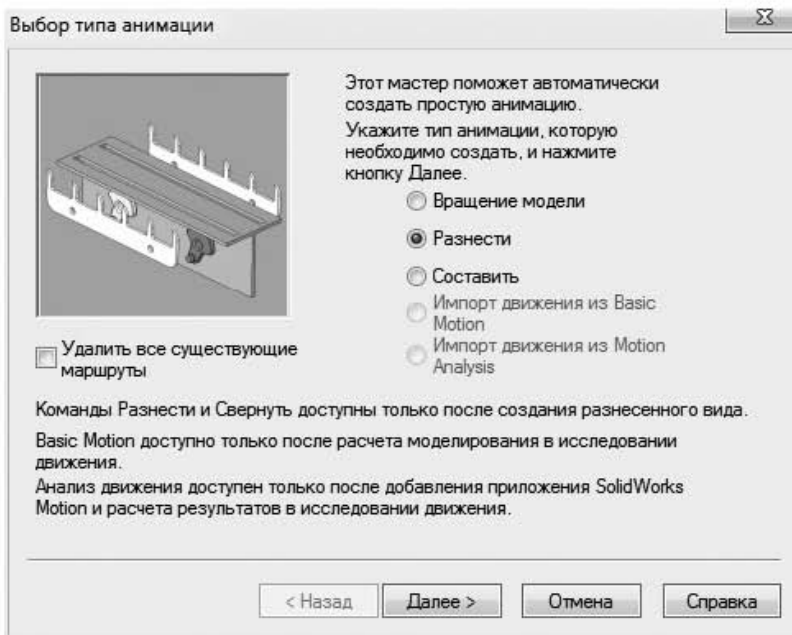 Выбор типа анимации
Этот мастер поможет автоматически
создать простую анимацию.
Укажите тип анимации, которую
необходимо создать, и нажмите
кнопку Далее.
Вращение модели
Разнести
Составить
Импорт движения из Basic
Motion
Импорт движения из Motion
Analysis
Удалить все существующие
маршруты
Команды Разнести и Свернуть доступны только после создания разнесенного вида.
Basic Motion доступно только после расчета моделирования в исследовании
движения.
Анализ движения доступен только после добавления приложения SolidWorks
Motion и расчета результатов в исследовании движения.
< Назад
Далее >
Отмена
Справка